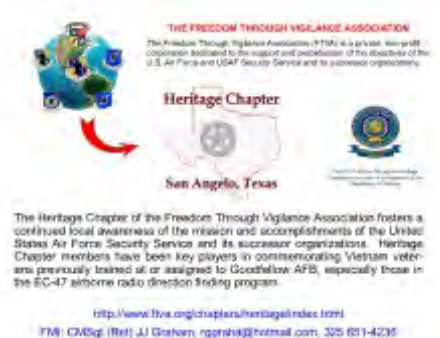 THE FREEDOM THROUGH VIGILANCE ASSOCIATION
The Freedom Through Vigilance Association (FTVA) is a private, non-profit
corporation dedicated to the support and perpetuation of the objectives of the
U.S. Air Force and USAF Security Service and its successor organizations.
Heritage Chapter
San Angelo, Texas
The Heritage Chapter of the Freedom Through Vigilance Association fosters a
continued local awareness of the mission and accomplishments of the United
States Air Force Security Service and its successor organizations. Heritage
Chapter members have been key players in commemorating Vietnam veter-
ans previously trained at or assigned to Goodfellow AFB, especially those in
the EC-47 airborne radio direction finding program.
http://www.ftva.org/chapters/heritage/index.html
FMI: CMSgt (Ret) JJ Graham, 325 651-4236